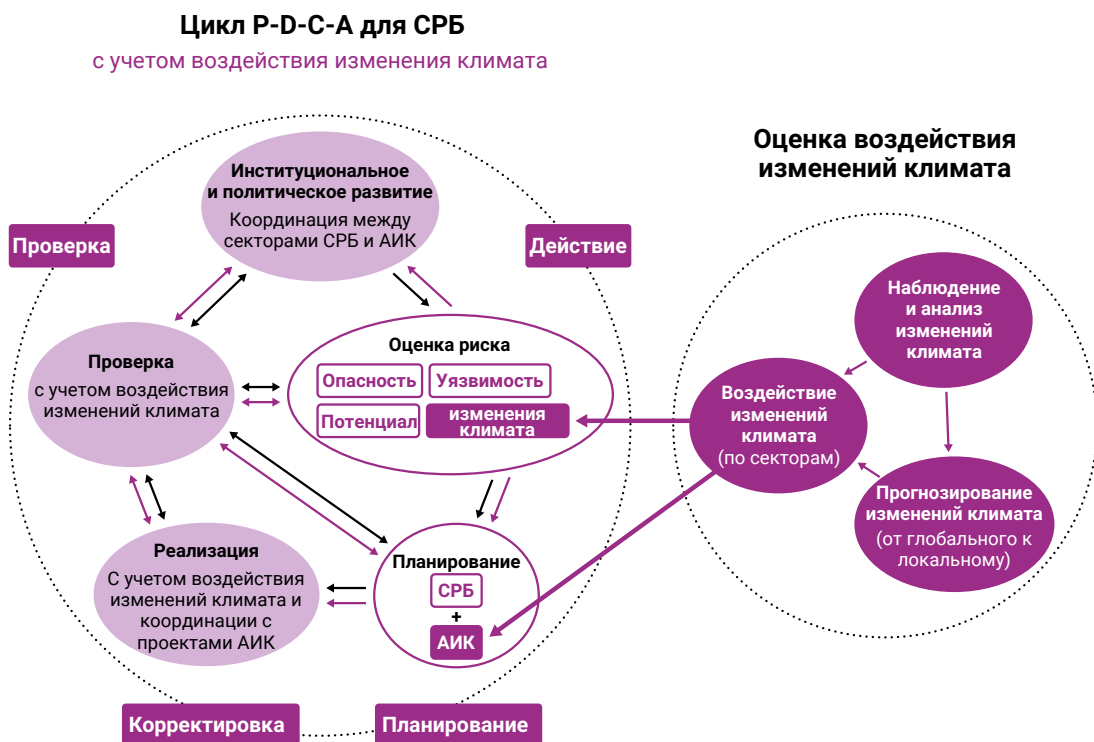 Цикл P-D-C-A для СРБ
с учетом воздействия изменения климата
Оценка воздействия
изменений климата
Проверка
Действие
Институциональное
и политическое развитие
Координация между
секторами СРБ и АИК
Проверка
с учетом воздействия
изменений климата
Оценка риска
Опасность
Уязвимость
Потенциал
изменения
климата
Реализация
С учетом воздействия
изменений климата и
координации с
проектами АИК
Планирование
СРБ
+
АИК
Корректировка
Планирование
Наблюдение
и анализ
изменений
климата
Воздействие
изменений
климата
(по секторам)
Прогнозирование
изменений климата
(от глобального к
локальному)